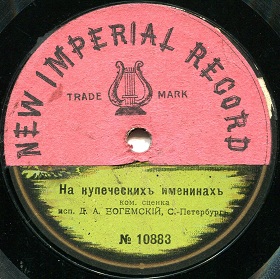 NEW IMPERIAL RECORD
TRADE MARK
На купеческихъ именинахъ
ком. сценка
исп. Д. А. БОГЕМСКІЙ, С.-Петербургъ
№ 10883